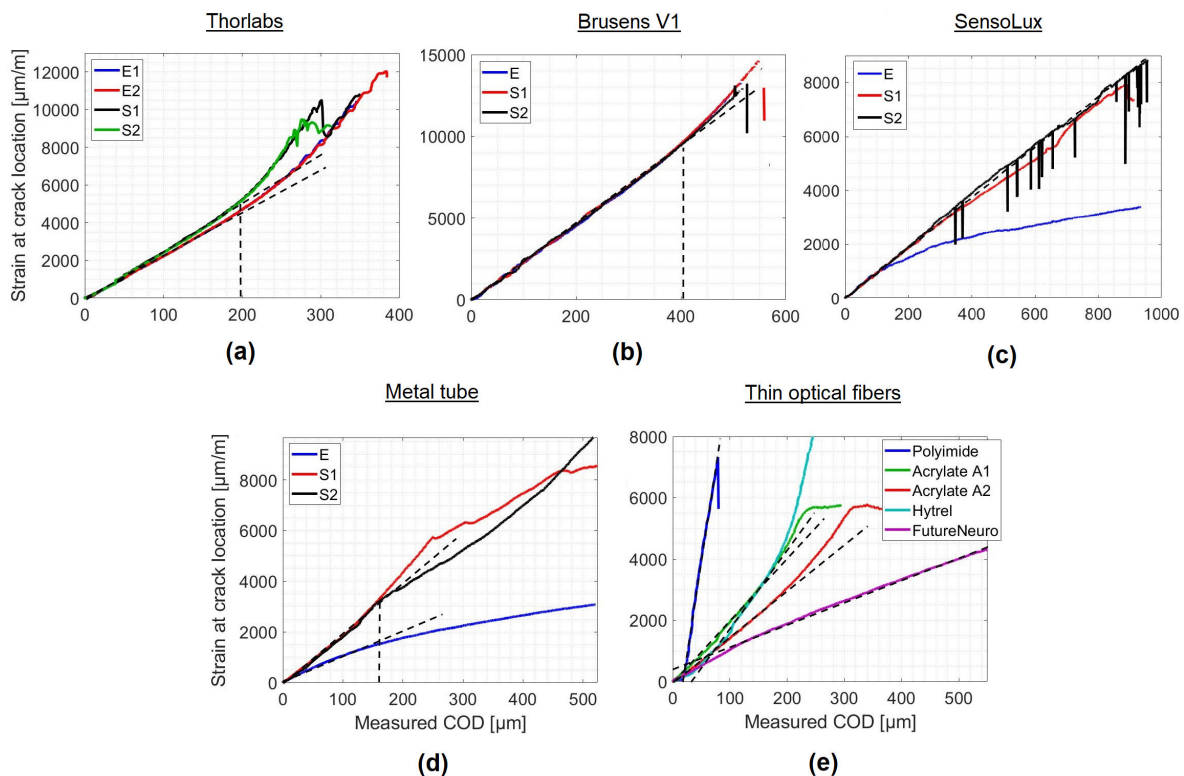 Thorlabs
Brusens V1
SensoLux
Strain at crack location [µm/m]
12000
10000
8000
6000
4000
2000
0
E1
E2
S1
S2
0
100
200
300
400
(a)
15000
10000
5000
0
E
S1
S2
0
200
400
600
(b)
8000
6000
4000
2000
0
E
S1
S2
0
200
400
600
800
1000
(c)
Metal tube
Thin optical fibers
Strain at crack location [µm/m]
8000
6000
4000
2000
0
E
S1
S2
0
100
200
300
400
500
Measured COD [µm]
(d)
8000
6000
4000
2000
0
Polyimide
Acrylate A1
Acrylate A2
Hytrel
FutureNeuro
0
100
200
300
400
500
Measured COD [µm]
(e)